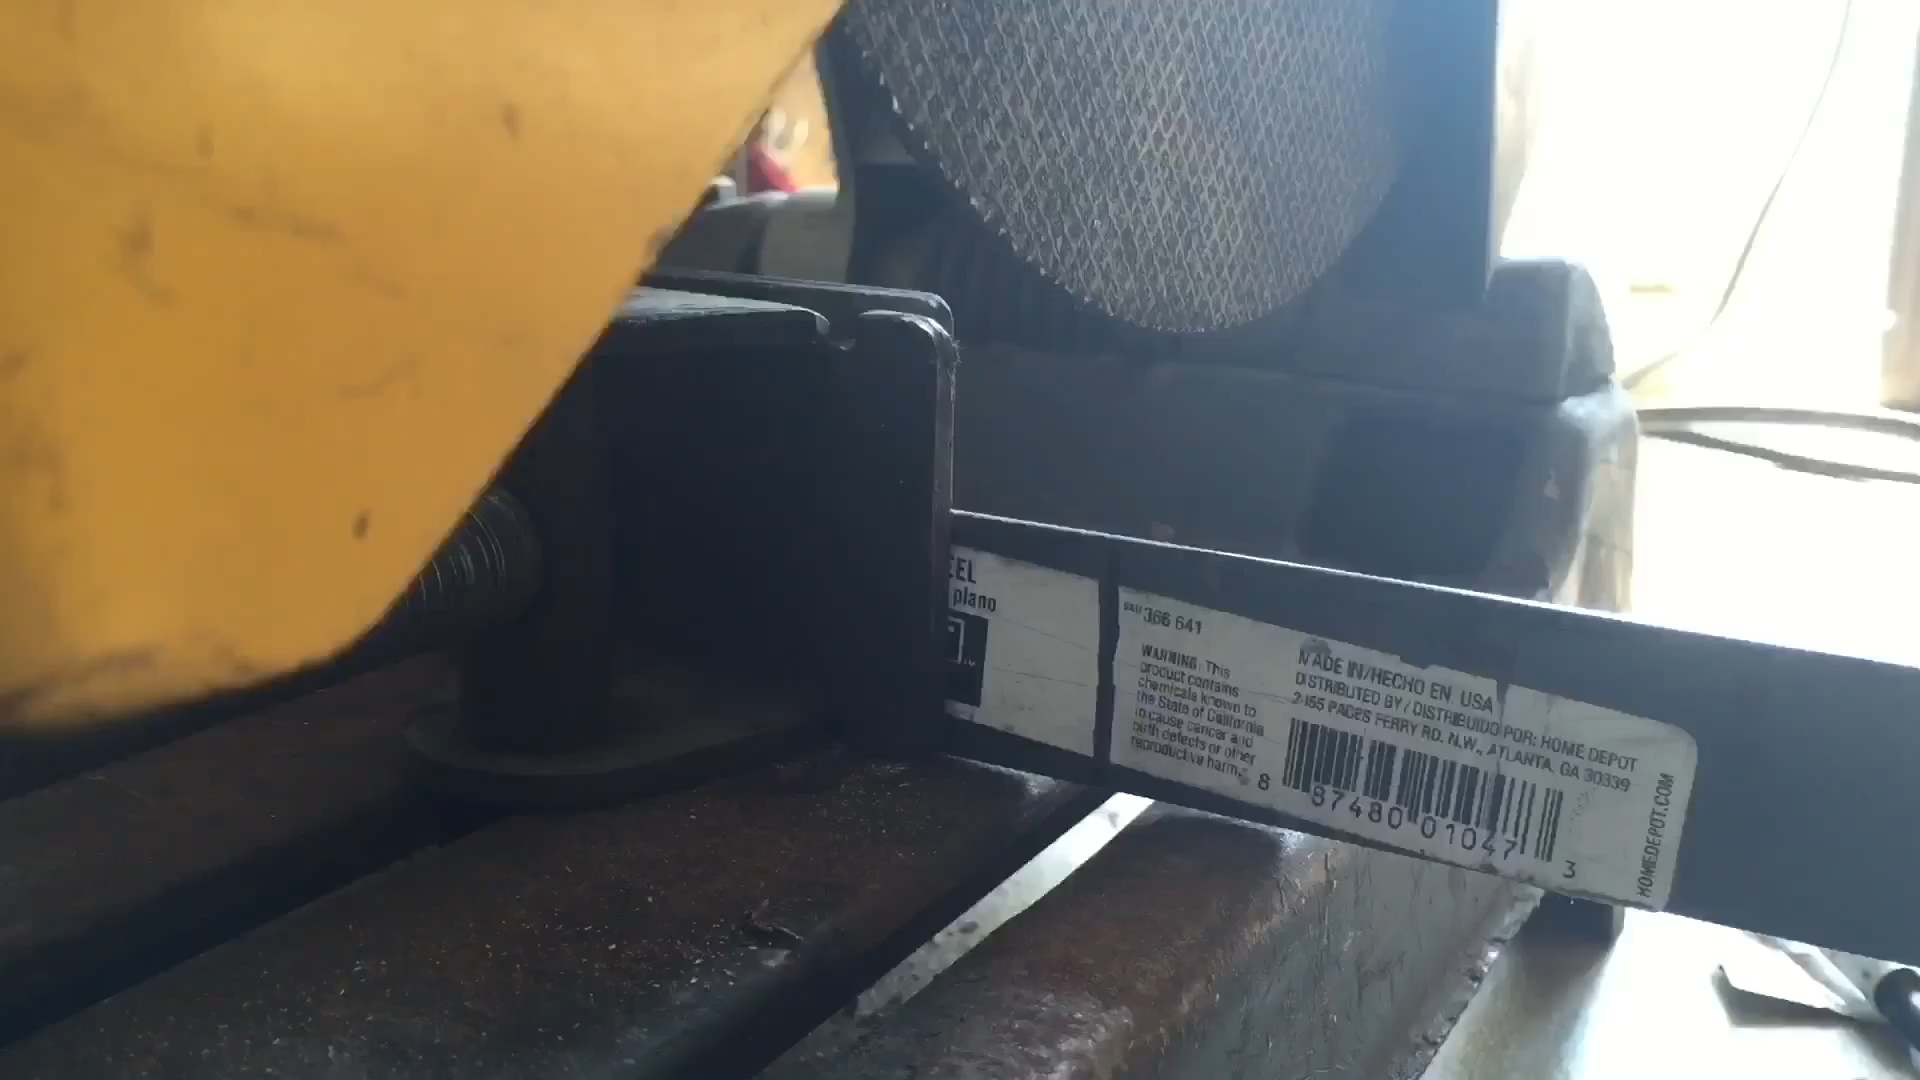 EEL
plano
SKU 366 641
WARNING: This
product contains
chemicals known to
the State of California
to cause cancer and
birth defects or other
reproductive harm.
MADE IN/HECHO EN USA
DISTRIBUTED BY / DISTRIBUIDO POR: HOME DEPOT
2455 PACES FERRY RD. N.W., ATLANTA, GA 30339
8 87480 01047 3
HOMEDEPOT.COM